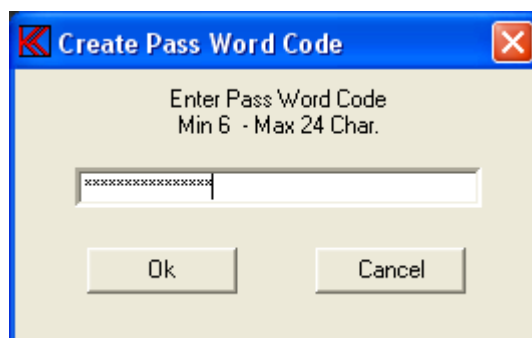 Create Pass Word Code
Enter Pass Word Code
Min 6  - Max 24 Char.
****************
Ok
Cancel